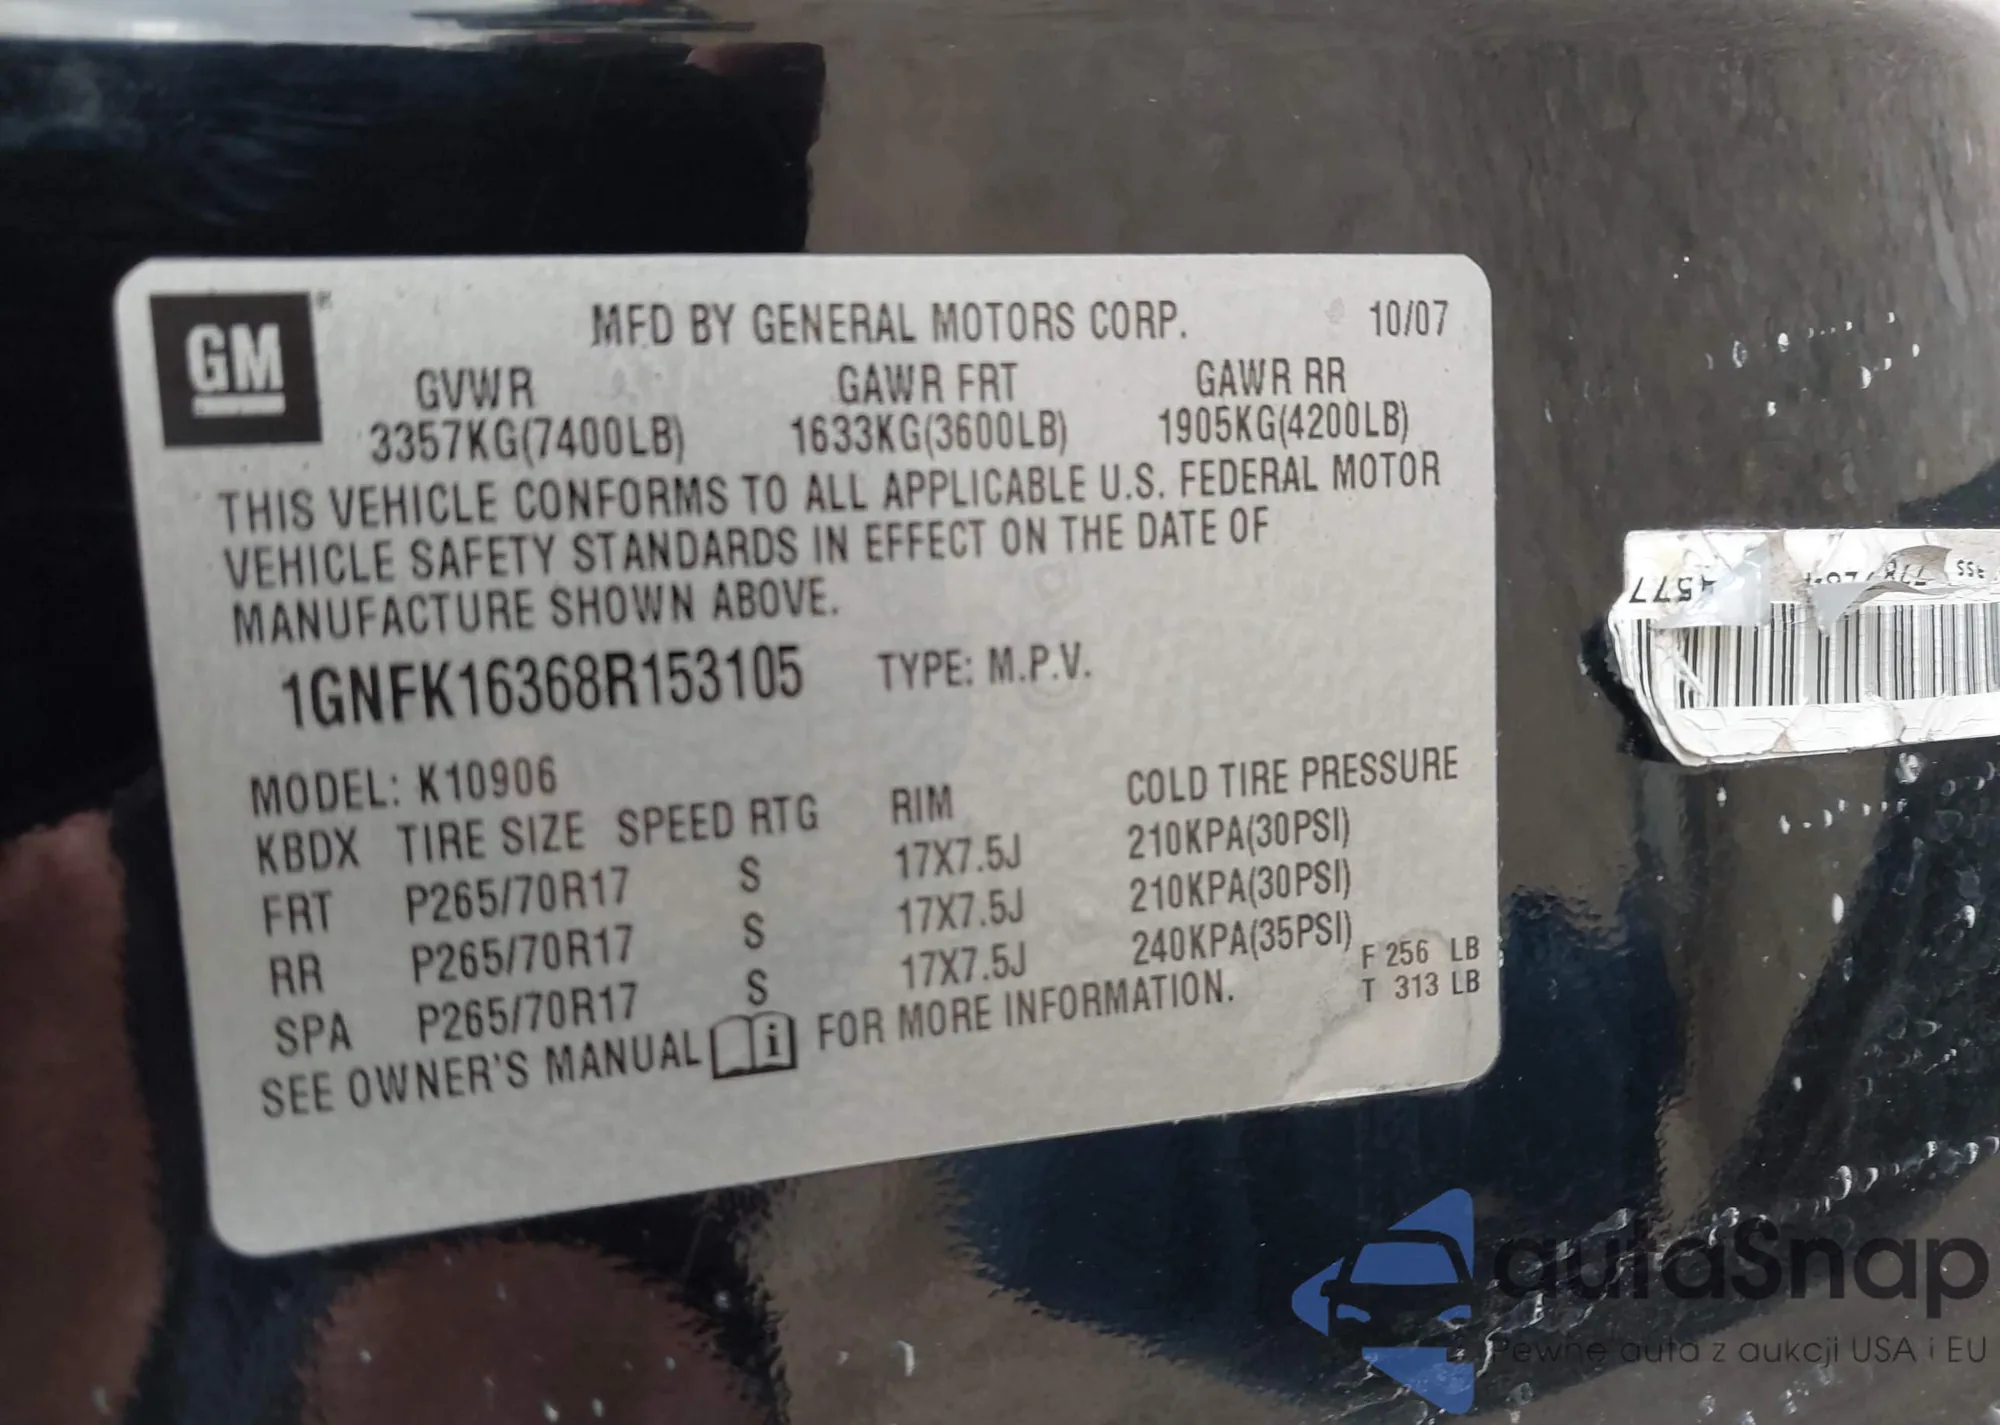 GM®
MFD BY GENERAL MOTORS CORP. 10/07
GVWR GAWR FRT GAWR RR
3357KG(7400LB) 1633KG(3600LB) 1905KG(4200LB)
THIS VEHICLE CONFORMS TO ALL APPLICABLE U.S. FEDERAL MOTOR
VEHICLE SAFETY STANDARDS IN EFFECT ON THE DATE OF
MANUFACTURE SHOWN ABOVE.
1GNFK16368R153105 TYPE: M.P.V.
MODEL: K10906
KBDX TIRE SIZE SPEED RTG RIM COLD TIRE PRESSURE
FRT P265/70R17 S 17X7.5J 210KPA(30PSI)
RR P265/70R17 S 17X7.5J 210KPA(30PSI)
SPA P265/70R17 S 17X7.5J 240KPA(35PSI)
SEE OWNER'S MANUAL i FOR MORE INFORMATION.
F 256 LB
T 313 LB
autaSnap
Pewne auta z aukcji USA i EU